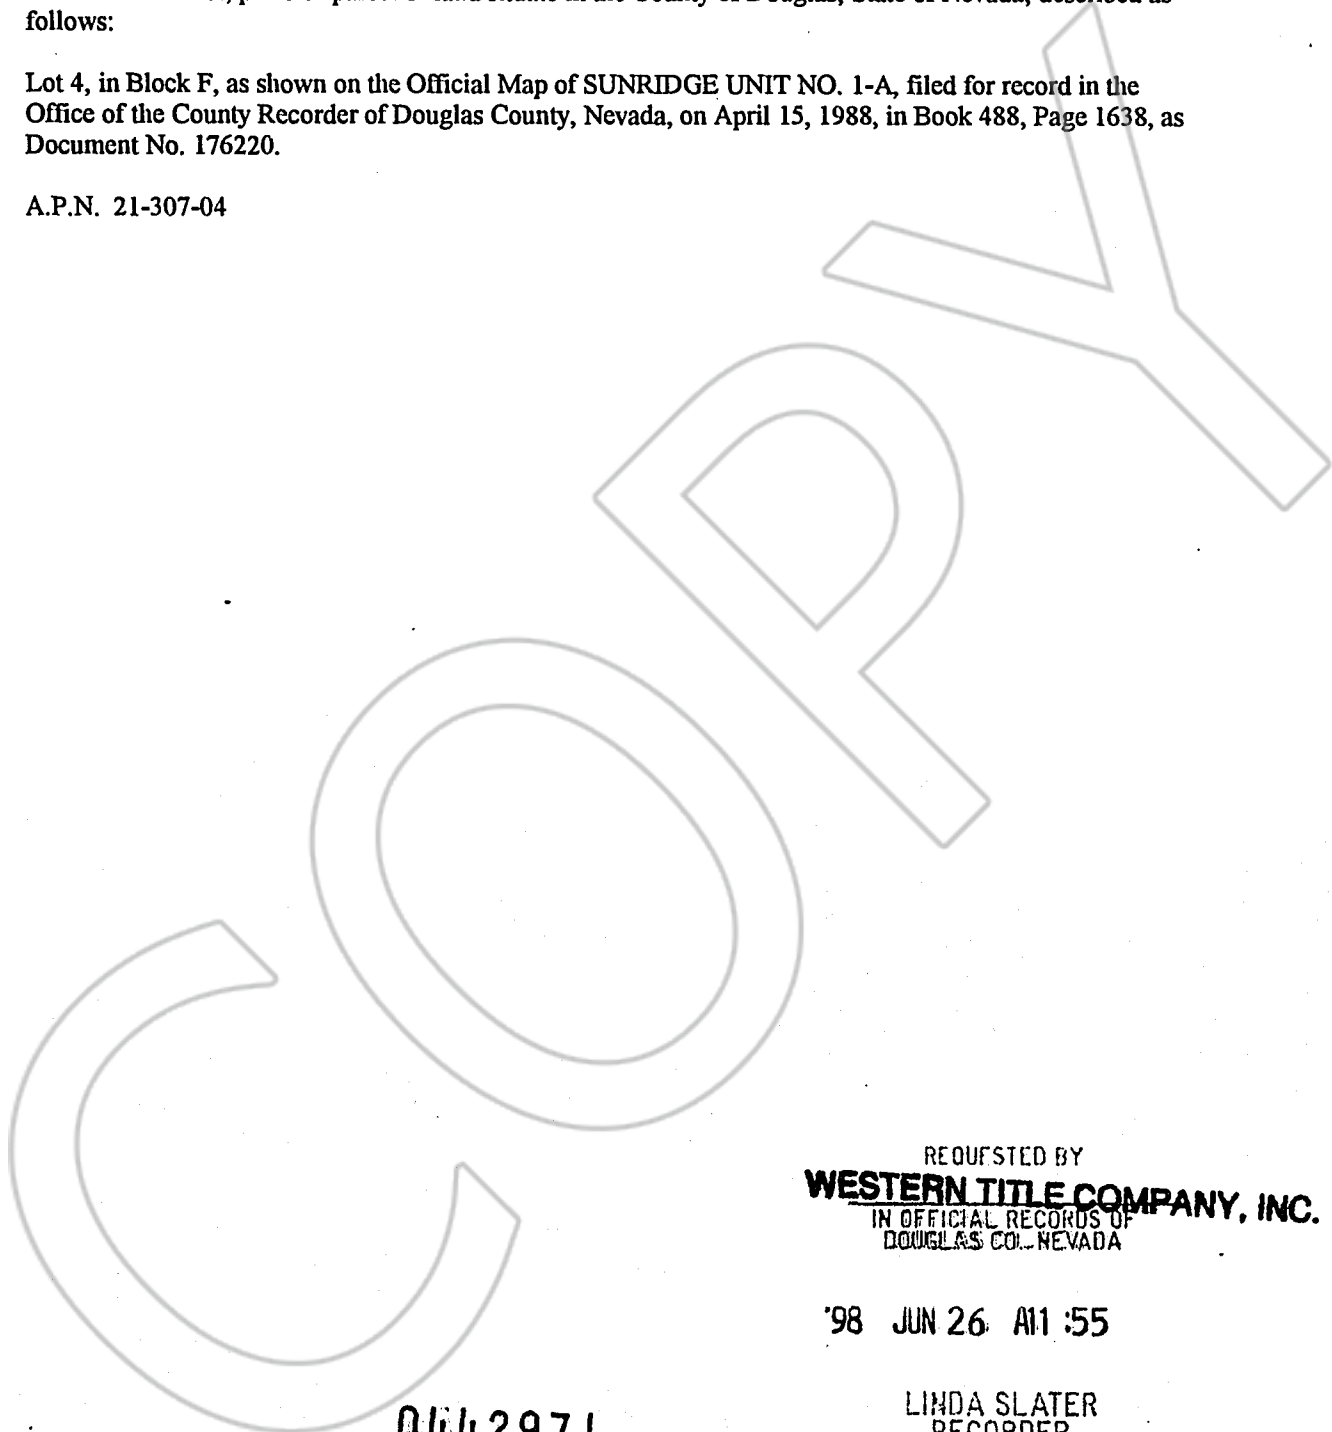 follows:
Lot 4, in Block F, as shown on the Official Map of SUNRIDGE UNIT NO. 1-A, filed for record in the
Office of the County Recorder of Douglas County, Nevada, on April 15, 1988, in Book 488, Page 1638, as
Document No. 176220.
A.P.N. 21-307-04
COPY
REQUESTED BY
WESTERN TITLE COMPANY, INC.
IN OFFICIAL RECORDS OF
DOUGLAS CO., NEVADA
'98 JUN 26 A11:55
LINDA SLATER
RECORDER